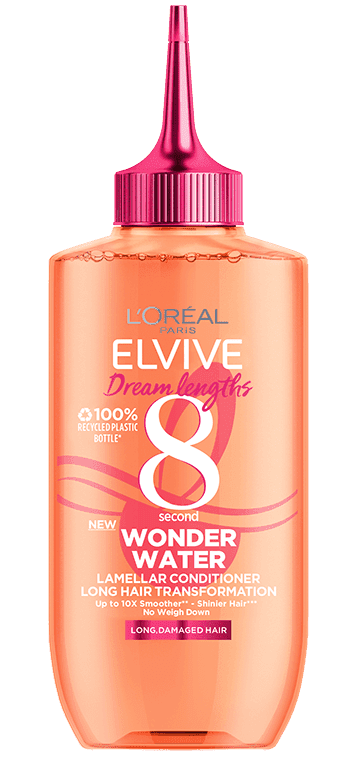 L'ORÉAL
PARIS
ELVIVE
Dream lengths
100%
RECYCLED PLASTIC
BOTTLE*
8
second
NEW
WONDER
WATER
LAMELLAR CONDITIONER
LONG HAIR TRANSFORMATION
Up to 10X Smoother** - Shinier Hair***
No Weigh Down
LONG, DAMAGED HAIR